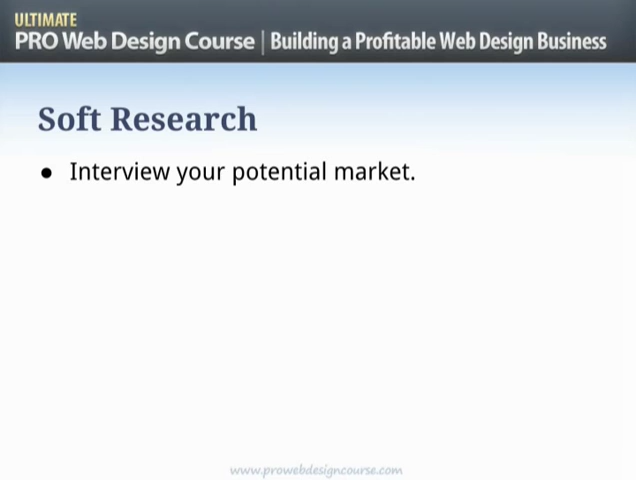 ULTIMATE
PRO Web Design Course | Building a Profitable Web Design Business
Soft Research
● Interview your potential market.
www.prowebdesigncourse.com